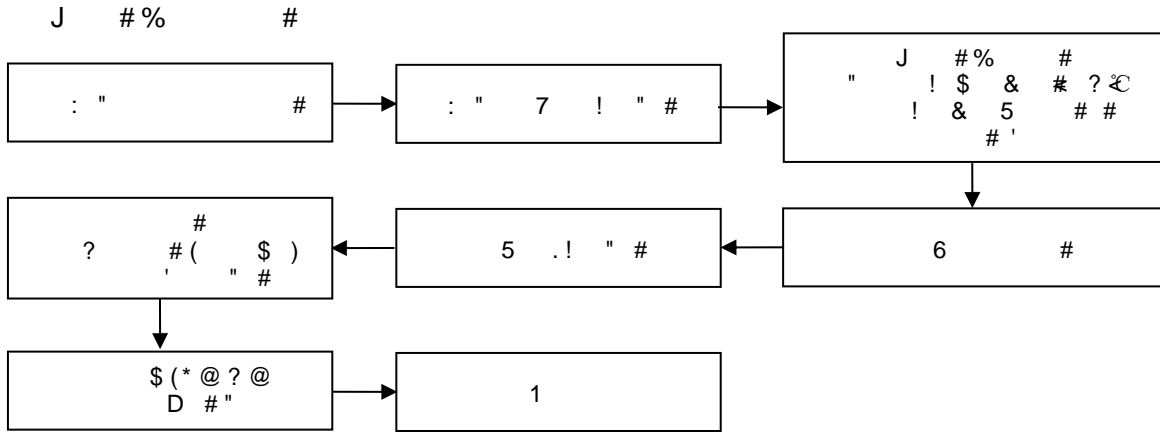 J #% #
: " #
: " 7 ! " #
J #% #
" ! $ & # ? ℃
! & 5 # #
# '
6 #
5 .! " #
#
? #( $ )
' " #
$(*@?@
D #"
1